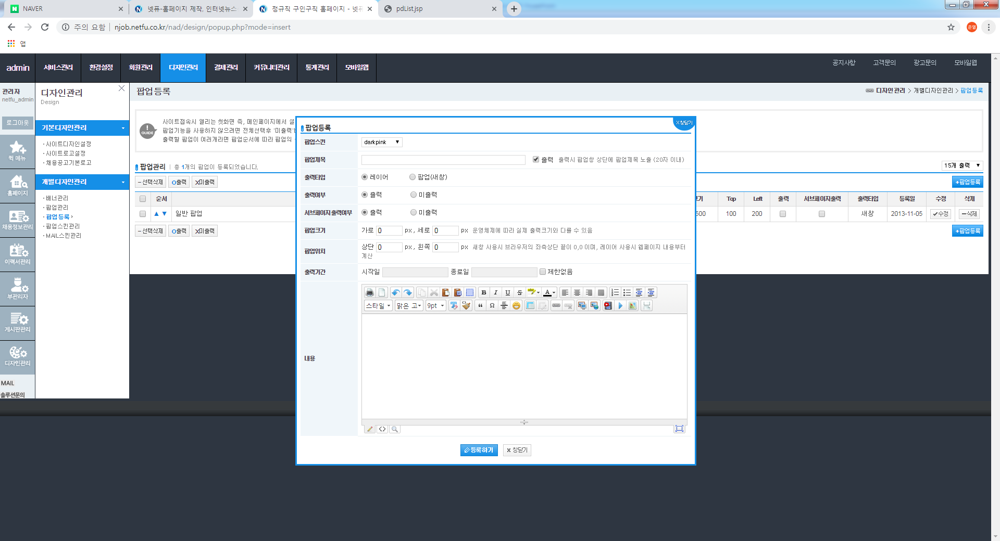 NAVER
넷퓨-홈페이지 제작, 인터넷뉴스
정규직 구인구직 홈페이지 - 넷퓨
pdList.jsp
주의 요함
njob.netfu.co.kr/nad/design/popup.php?mode=insert
준열
앱
admin
서비스관리
환경설정
회원관리
디자인관리
결제관리
커뮤니티관리
통계관리
모바일웹
공지사항
고객문의
광고문의
모바일웹
관리자
netfu_admin
로그아웃
퀵 메뉴
홈페이지
채용정보관리
이력서관리
부관리자
게시판관리
디자인관리
MAIL
솔루션문의
디자인관리
Design
기본디자인관리
· 사이트디자인설정
· 사이트로고설정
· 채용공고기본로고
개별디자인관리
· 배너관리
· 팝업관리
· 팝업등록 ›
· 팝업스킨관리
· MAIL스킨관리
팝업등록
디자인관리 > 개별디자인관리 > 팝업등록
GUIDE
사이트접속시 열리는 첫화면 즉, 메인페이지에서 설
팝업기능을 사용하지 않으려면 전체선택후 '미출력'
출력할 팝업이 여러개라면 팝업순서에 따라 팝업의
팝업관리 | 총 1개의 팝업이 등록되었습니다.
15개 출력
-선택삭제
O출력
X미출력
+팝업등록
순서
Top
Left
출력
서브페이지출력
출력타입
등록일
수정
삭제
▲▼
일반 팝업
100
200
새창
2013-11-05
✓수정
-삭제
-선택삭제
O출력
X미출력
+팝업등록
팝업등록
X창닫기
팝업스킨
darkpink
팝업제목
출력 출력시 팝업창 상단에 팝업제목 노출 (20자 이내)
출력타입
레이어
팝업(새창)
출력여부
출력
미출력
서브페이지출력여부
출력
미출력
팝업크기
가로 0 px , 세로 0 px 운영체제에 따라 실제 출력크기와 다를 수 있음
팝업위치
상단 0 px , 왼쪽 0 px 새창 사용시 브라우저의 좌측상단 끝이 0,0 이며, 레이어 사용시 웹페이지 내용부터
계산
출력기간
시작일 종료일 제한없음
내용
B I U S abc A
스타일
맑은 고
9pt
“ Ω
<>
등록하기
X 창닫기